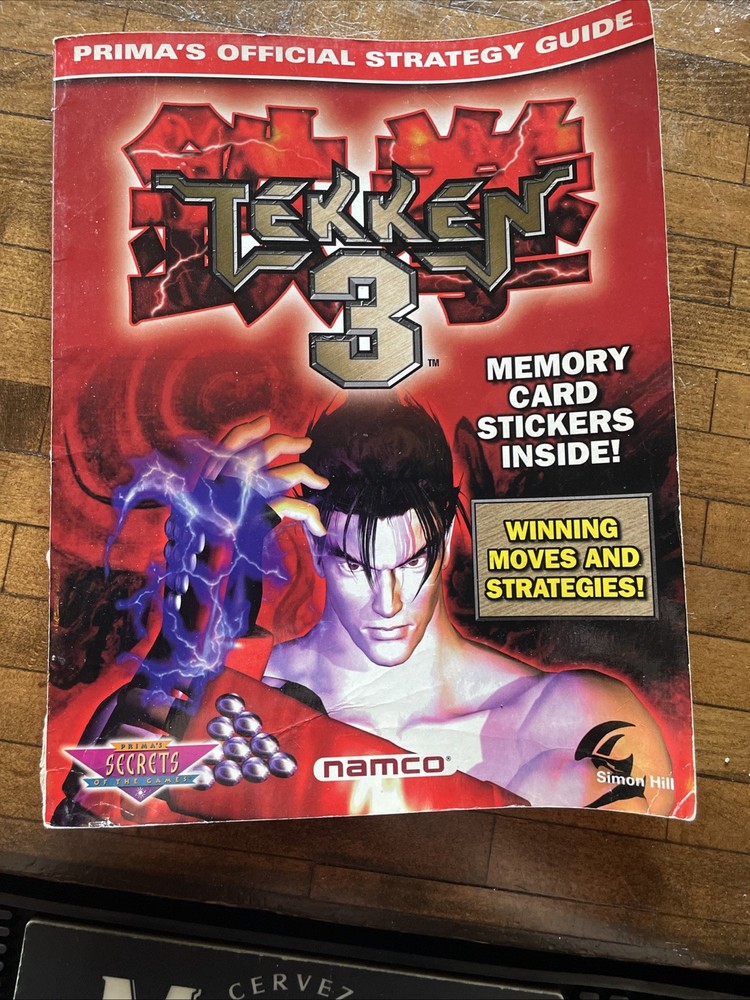 PRIMA'S OFFICIAL STRATEGY GUIDE
TEKKEN
3
TM
MEMORY
CARD
STICKERS
INSIDE!
WINNING
MOVES AND
STRATEGIES!
PRIMA'S
SECRETS
OF THE GAMES
namco®
Simon Hill
CERVEZ